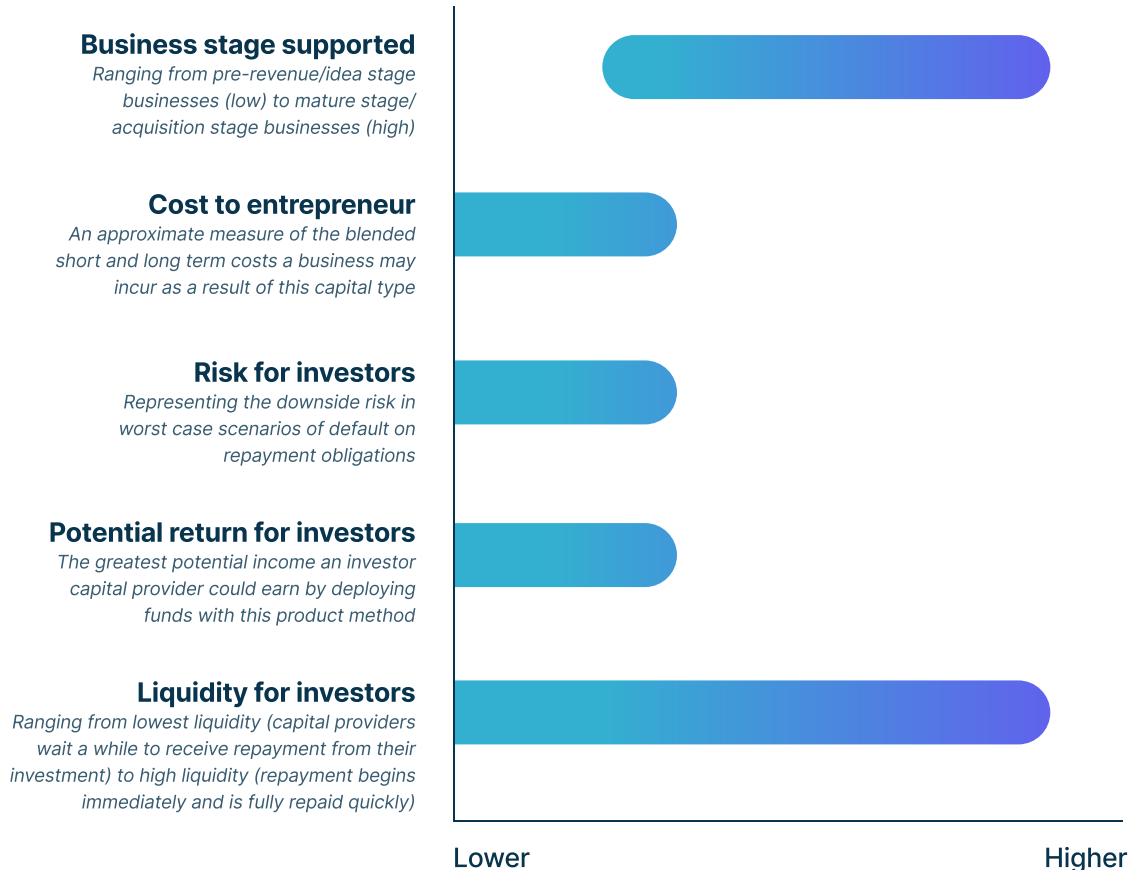 Business stage supported
Ranging from pre-revenue/idea stage
businesses (low) to mature stage/
acquisition stage businesses (high)
Cost to entrepreneur
An approximate measure of the blended
short and long term costs a business may
incur as a result of this capital type
Risk for investors
Representing the downside risk in
worst case scenarios of default on
repayment obligations
Potential return for investors
The greatest potential income an investor
capital provider could earn by deploying
funds with this product method
Liquidity for investors
Ranging from lowest liquidity (capital providers
wait a while to receive repayment from their
investment) to high liquidity (repayment begins
immediately and is fully repaid quickly)
Lower
Higher